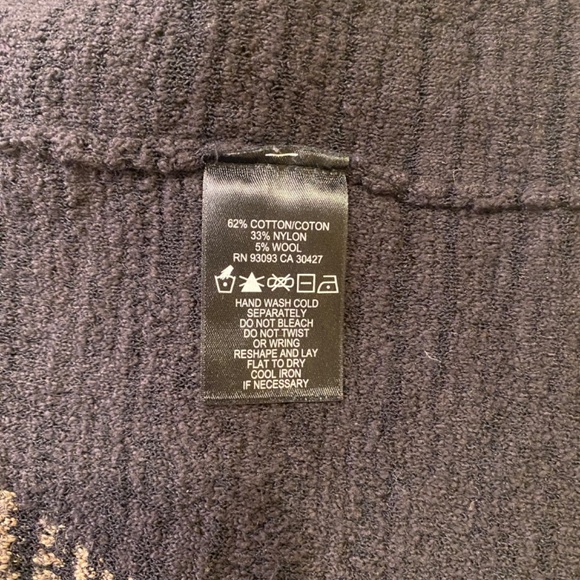 62% COTTON/COTON
33% NYLON
5% WOOL
RN 93093 CA 30427
HAND WASH COLD
SEPARATELY
DO NOT BLEACH
DO NOT TWIST
OR WRING
RESHAPE AND LAY
FLAT TO DRY
COOL IRON
IF NECESSARY